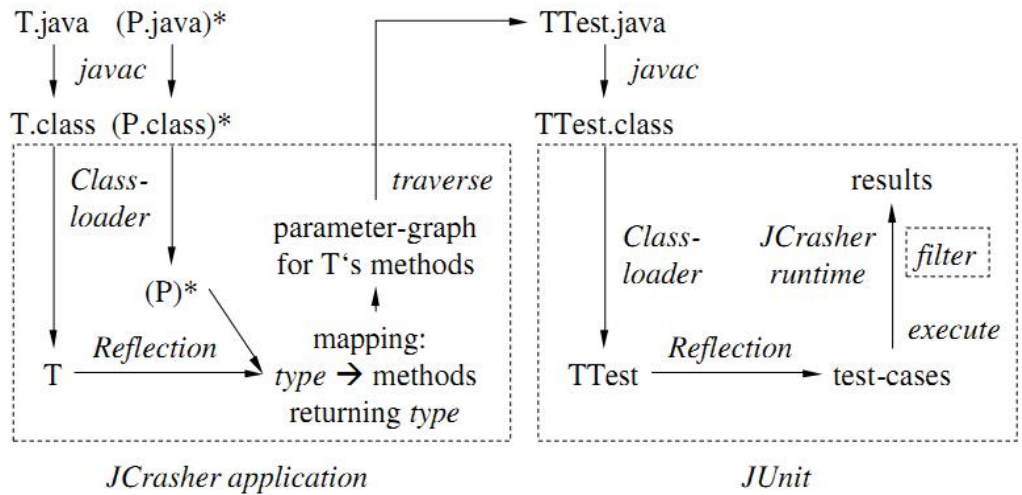 T.java (P.java)*
javac
T.class (P.class)*
Class-
loader
(P)*
Reflection
T
mapping:
type → methods
returning type
parameter-graph
for T‘s methods
traverse
JCrasher application
TTest.java
javac
TTest.class
Class-
loader
TTest
Reflection
test-cases
execute
JCrasher
runtime
filter
results
JUnit